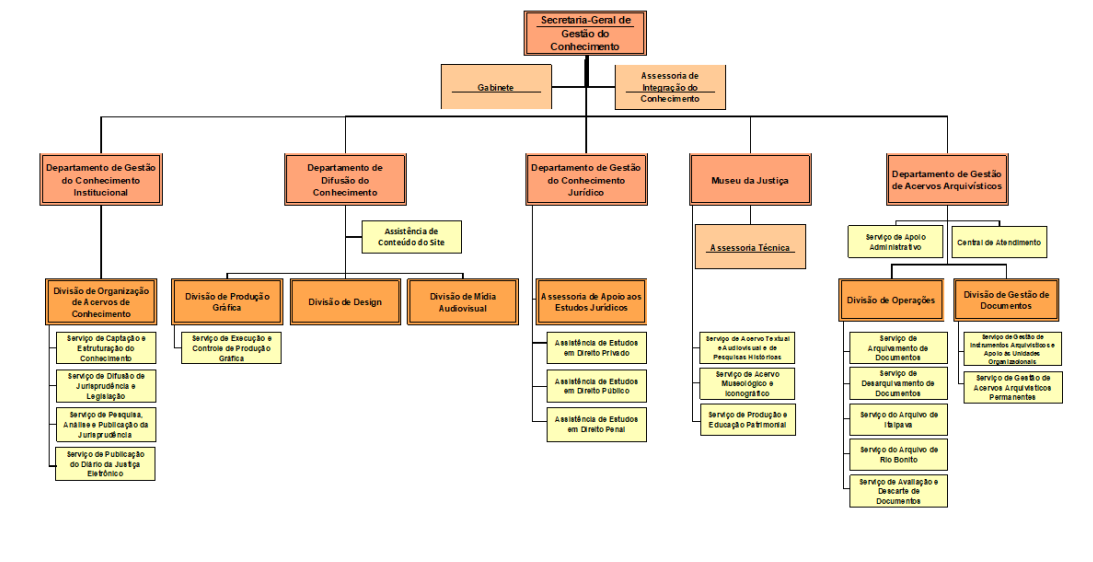 Secretaria-Geral de
Gestão do
Conhecimento
Gabinete
Assessoria de
Integração do
Conhecimento
Departamento de Gestão
do Conhecimento
Institucional
Departamento de
Difusão do
Conhecimento
Departamento de Gestão
do Conhecimento
Jurídico
Museu da Justiça
Departamento de Gestão
de Acervos Arquivísticos
Assistência de
Conteúdo do Site
Assessoria Técnica
Serviço de Apoio
Administrativo
Central de Atendimento
Divisão de Organização
de Acervos de
Conhecimento
Divisão de Produção
Gráfica
Divisão de Design
Divisão de Mídia
Audiovisual
Assessoria de Apoio aos
Estudos Jurídicos
Divisão de Operações
Divisão de Gestão de
Documentos
Serviço de Captação e
Estruturação do
Conhecimento
Serviço de Difusão de
Jurisprudência e
Legislação
Serviço de Pesquisa,
Análise e Publicação da
Jurisprudência
Serviço de Publicação
do Diário da Justiça
Eletrônico
Serviço de Execução e
Controle de Produção
Gráfica
Assistência de Estudos
em Direito Privado
Assistência de Estudos
em Direito Público
Assistência de Estudos
em Direito Penal
Serviço de Acervo Textual
e Audiovisual e de
Pesquisas Históricas
Serviço de Acervo
Museológico e
Iconográfico
Serviço de Produção e
Educação Patrimonial
Serviço de
Arquivamento de
Documentos
Serviço de
Desarquivamento de
Documentos
Serviço do Arquivo de
Itaipava
Serviço do Arquivo de
Rio Bonito
Serviço de Avaliação e
Descarte de
Documentos
Serviço de Gestão de
Instrumentos Arquivísticos e
Apoio às Unidades
Organizacionais
Serviço de Gestão de
Acervos Arquivísticos
Permanentes